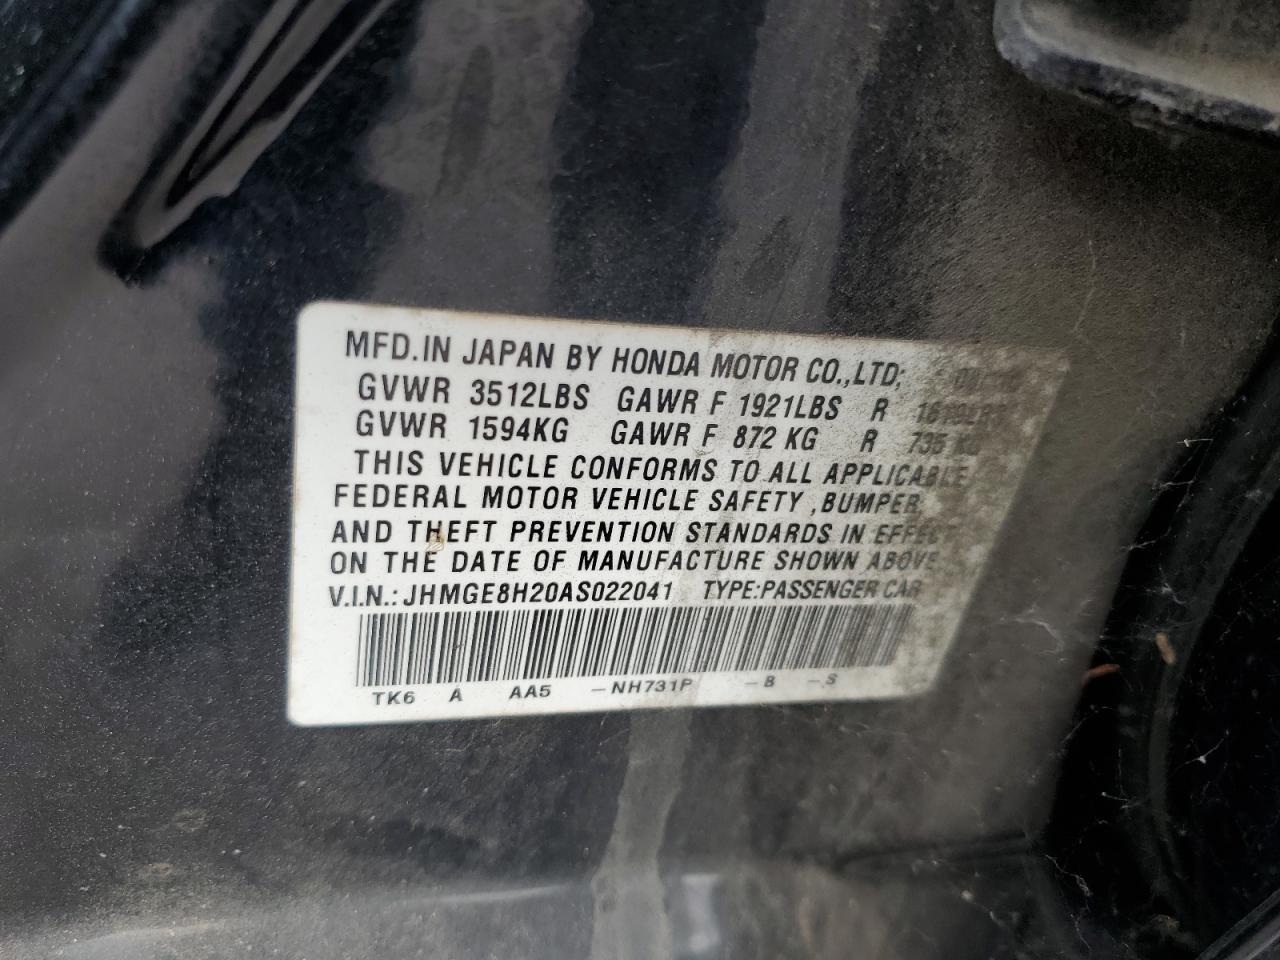 MFD.IN JAPAN BY HONDA MOTOR CO.,LTD;
GVWR 3512LBS GAWR F 1921LBS R
GVWR 1594KG GAWR F 872 KG R 735 KG
THIS VEHICLE CONFORMS TO ALL APPLICABLE
FEDERAL MOTOR VEHICLE SAFETY ,BUMPER,
AND THEFT PREVENTION STANDARDS IN EFFECT
ON THE DATE OF MANUFACTURE SHOWN ABOVE
V.I.N.: JHMGE8H20AS022041 TYPE:PASSENGER CAR
TK6 A AA5 -NH731P -B -S